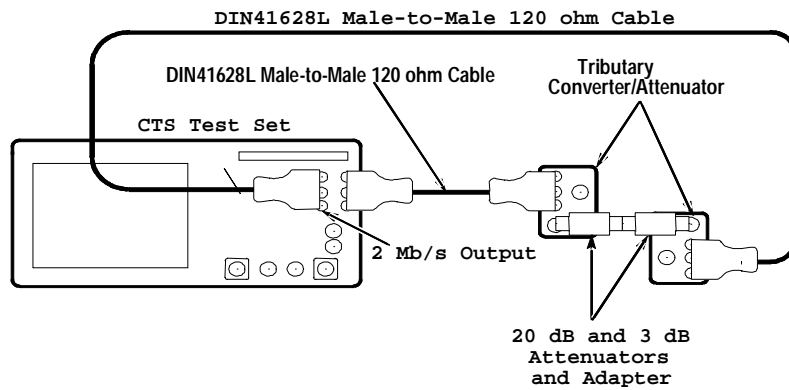 DIN41628L Male-to-Male 120 ohm Cable
DIN41628L Male-to-Male 120 ohm Cable
Tributary
Converter/Attenuator
CTS Test Set
2 Mb/s Output
20 dB and 3 dB
Attenuators
and Adapter